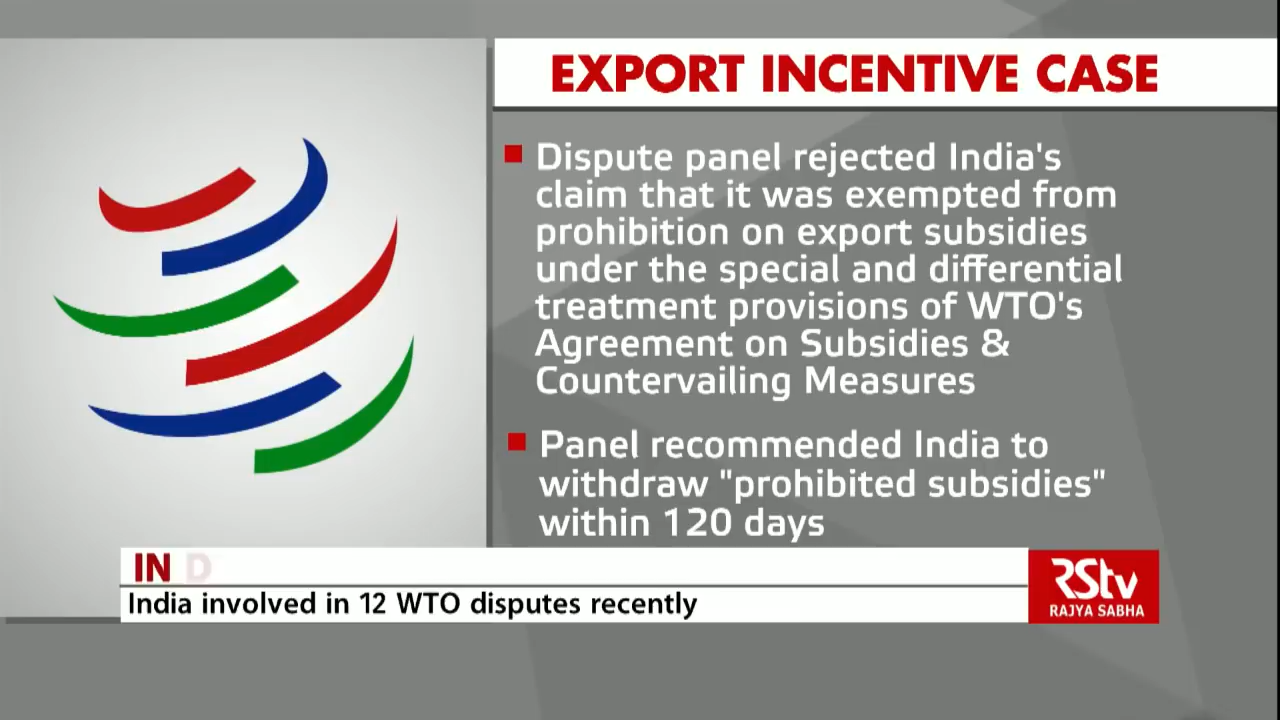 EXPORT INCENTIVE CASE
Dispute panel rejected India's
claim that it was exempted from
prohibition on export subsidies
under the special and differential
treatment provisions of WTO's
Agreement on Subsidies &
Countervailing Measures
Panel recommended India to
withdraw "prohibited subsidies"
within 120 days
IN D
India involved in 12 WTO disputes recently
RStv
RAJYA SABHA